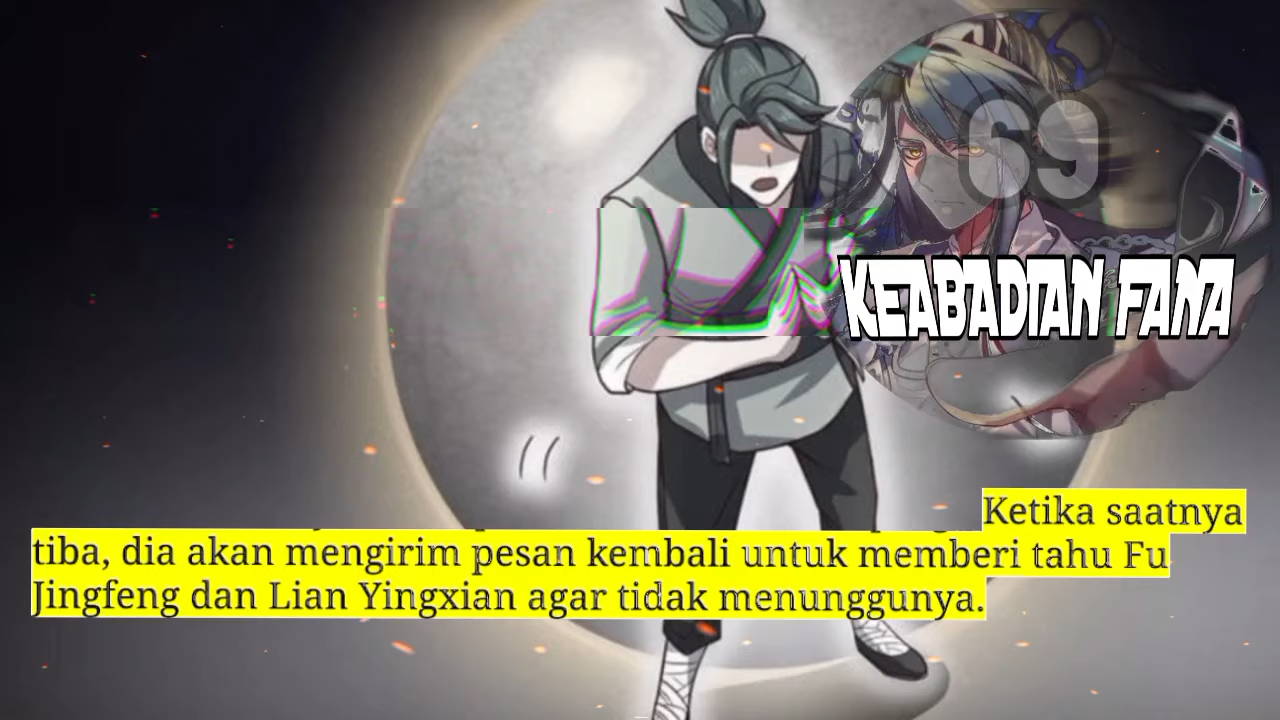 69
KEABADIAN FANA
Ketika saatnya
tiba, dia akan mengirim pesan kembali untuk memberi tahu Fu
Jingfeng dan Lian Yingxian agar tidak menunggunya.